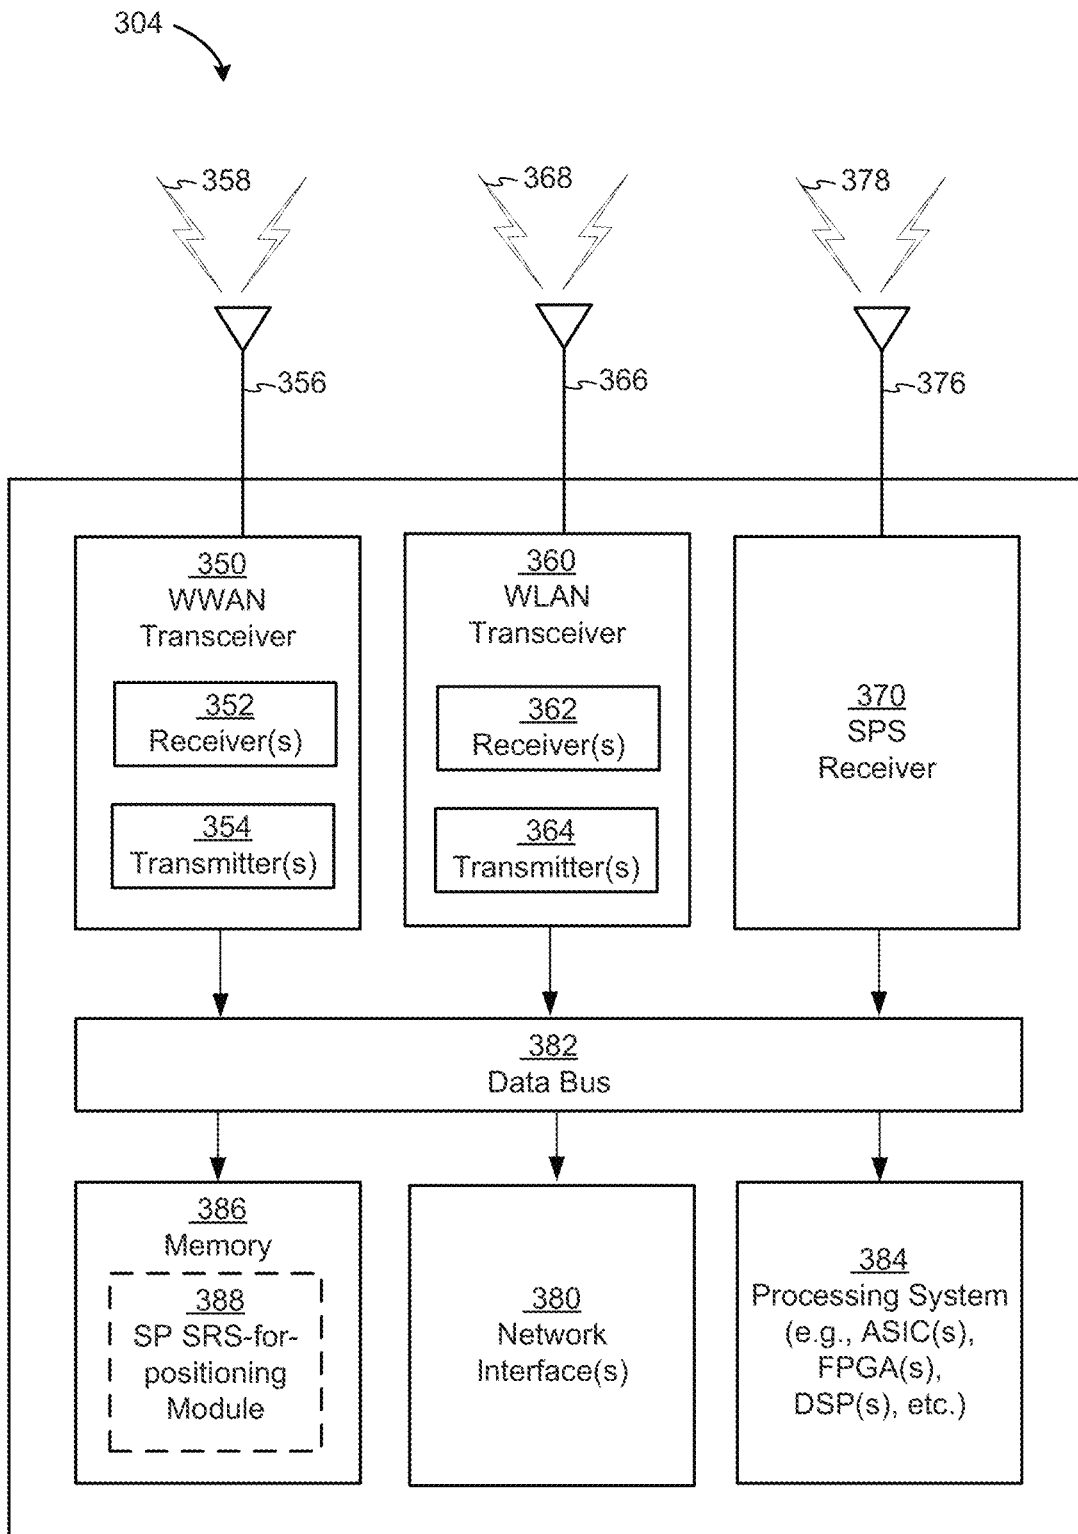 304
358
368
378
356
366
376
350
WWAN
Transceiver
352
Receiver(s)
354
Transmitter(s)
360
WLAN
Transceiver
362
Receiver(s)
364
Transmitter(s)
370
SPS
Receiver
382
Data Bus
386
Memory
388
SP SRS-for-
positioning
Module
380
Network
Interface(s)
384
Processing System
(e.g., ASIC(s),
FPGA(s),
DSP(s), etc.)